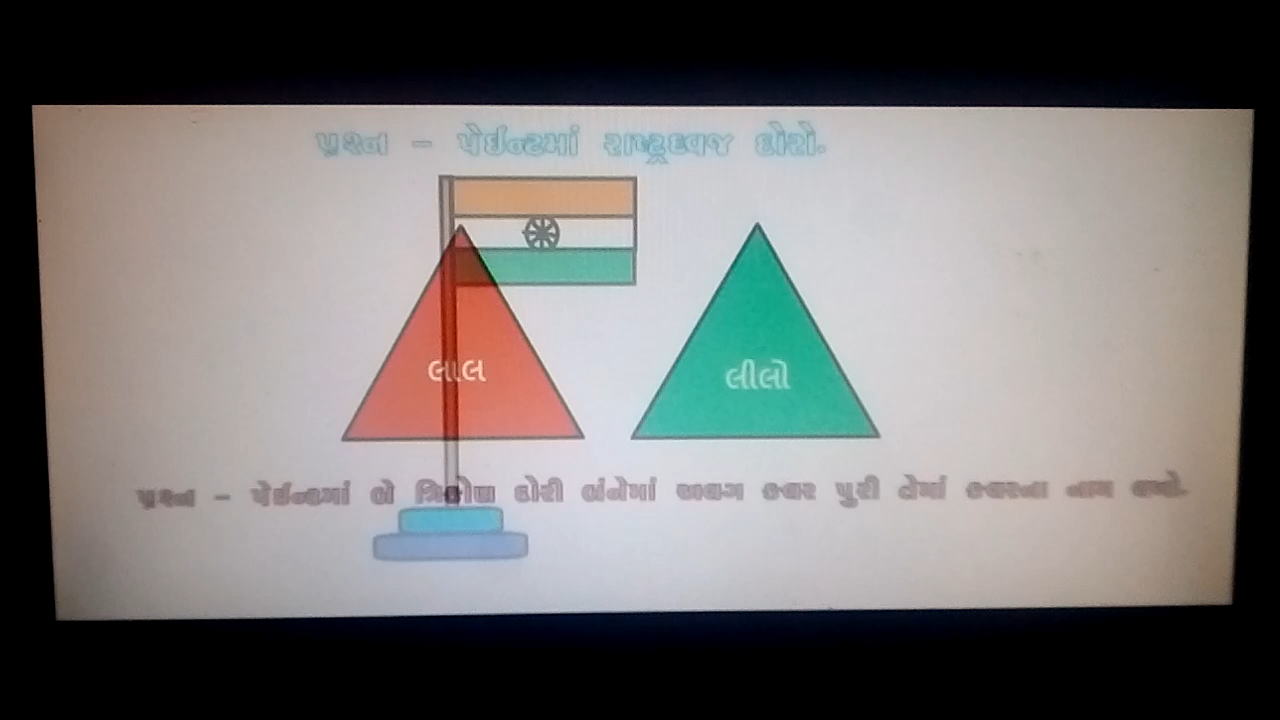 પ્રશ્ન – પેઈન્ટમાં રાષ્ટ્રધ્વજ દોરો.
લાલ
લીલો
પ્રશ્ન – પેઈન્ટમાં બે ત્રિકોણ દોરી બંનેમાં અલગ કલર પુરી તેમાં કલરના નામ લખો.